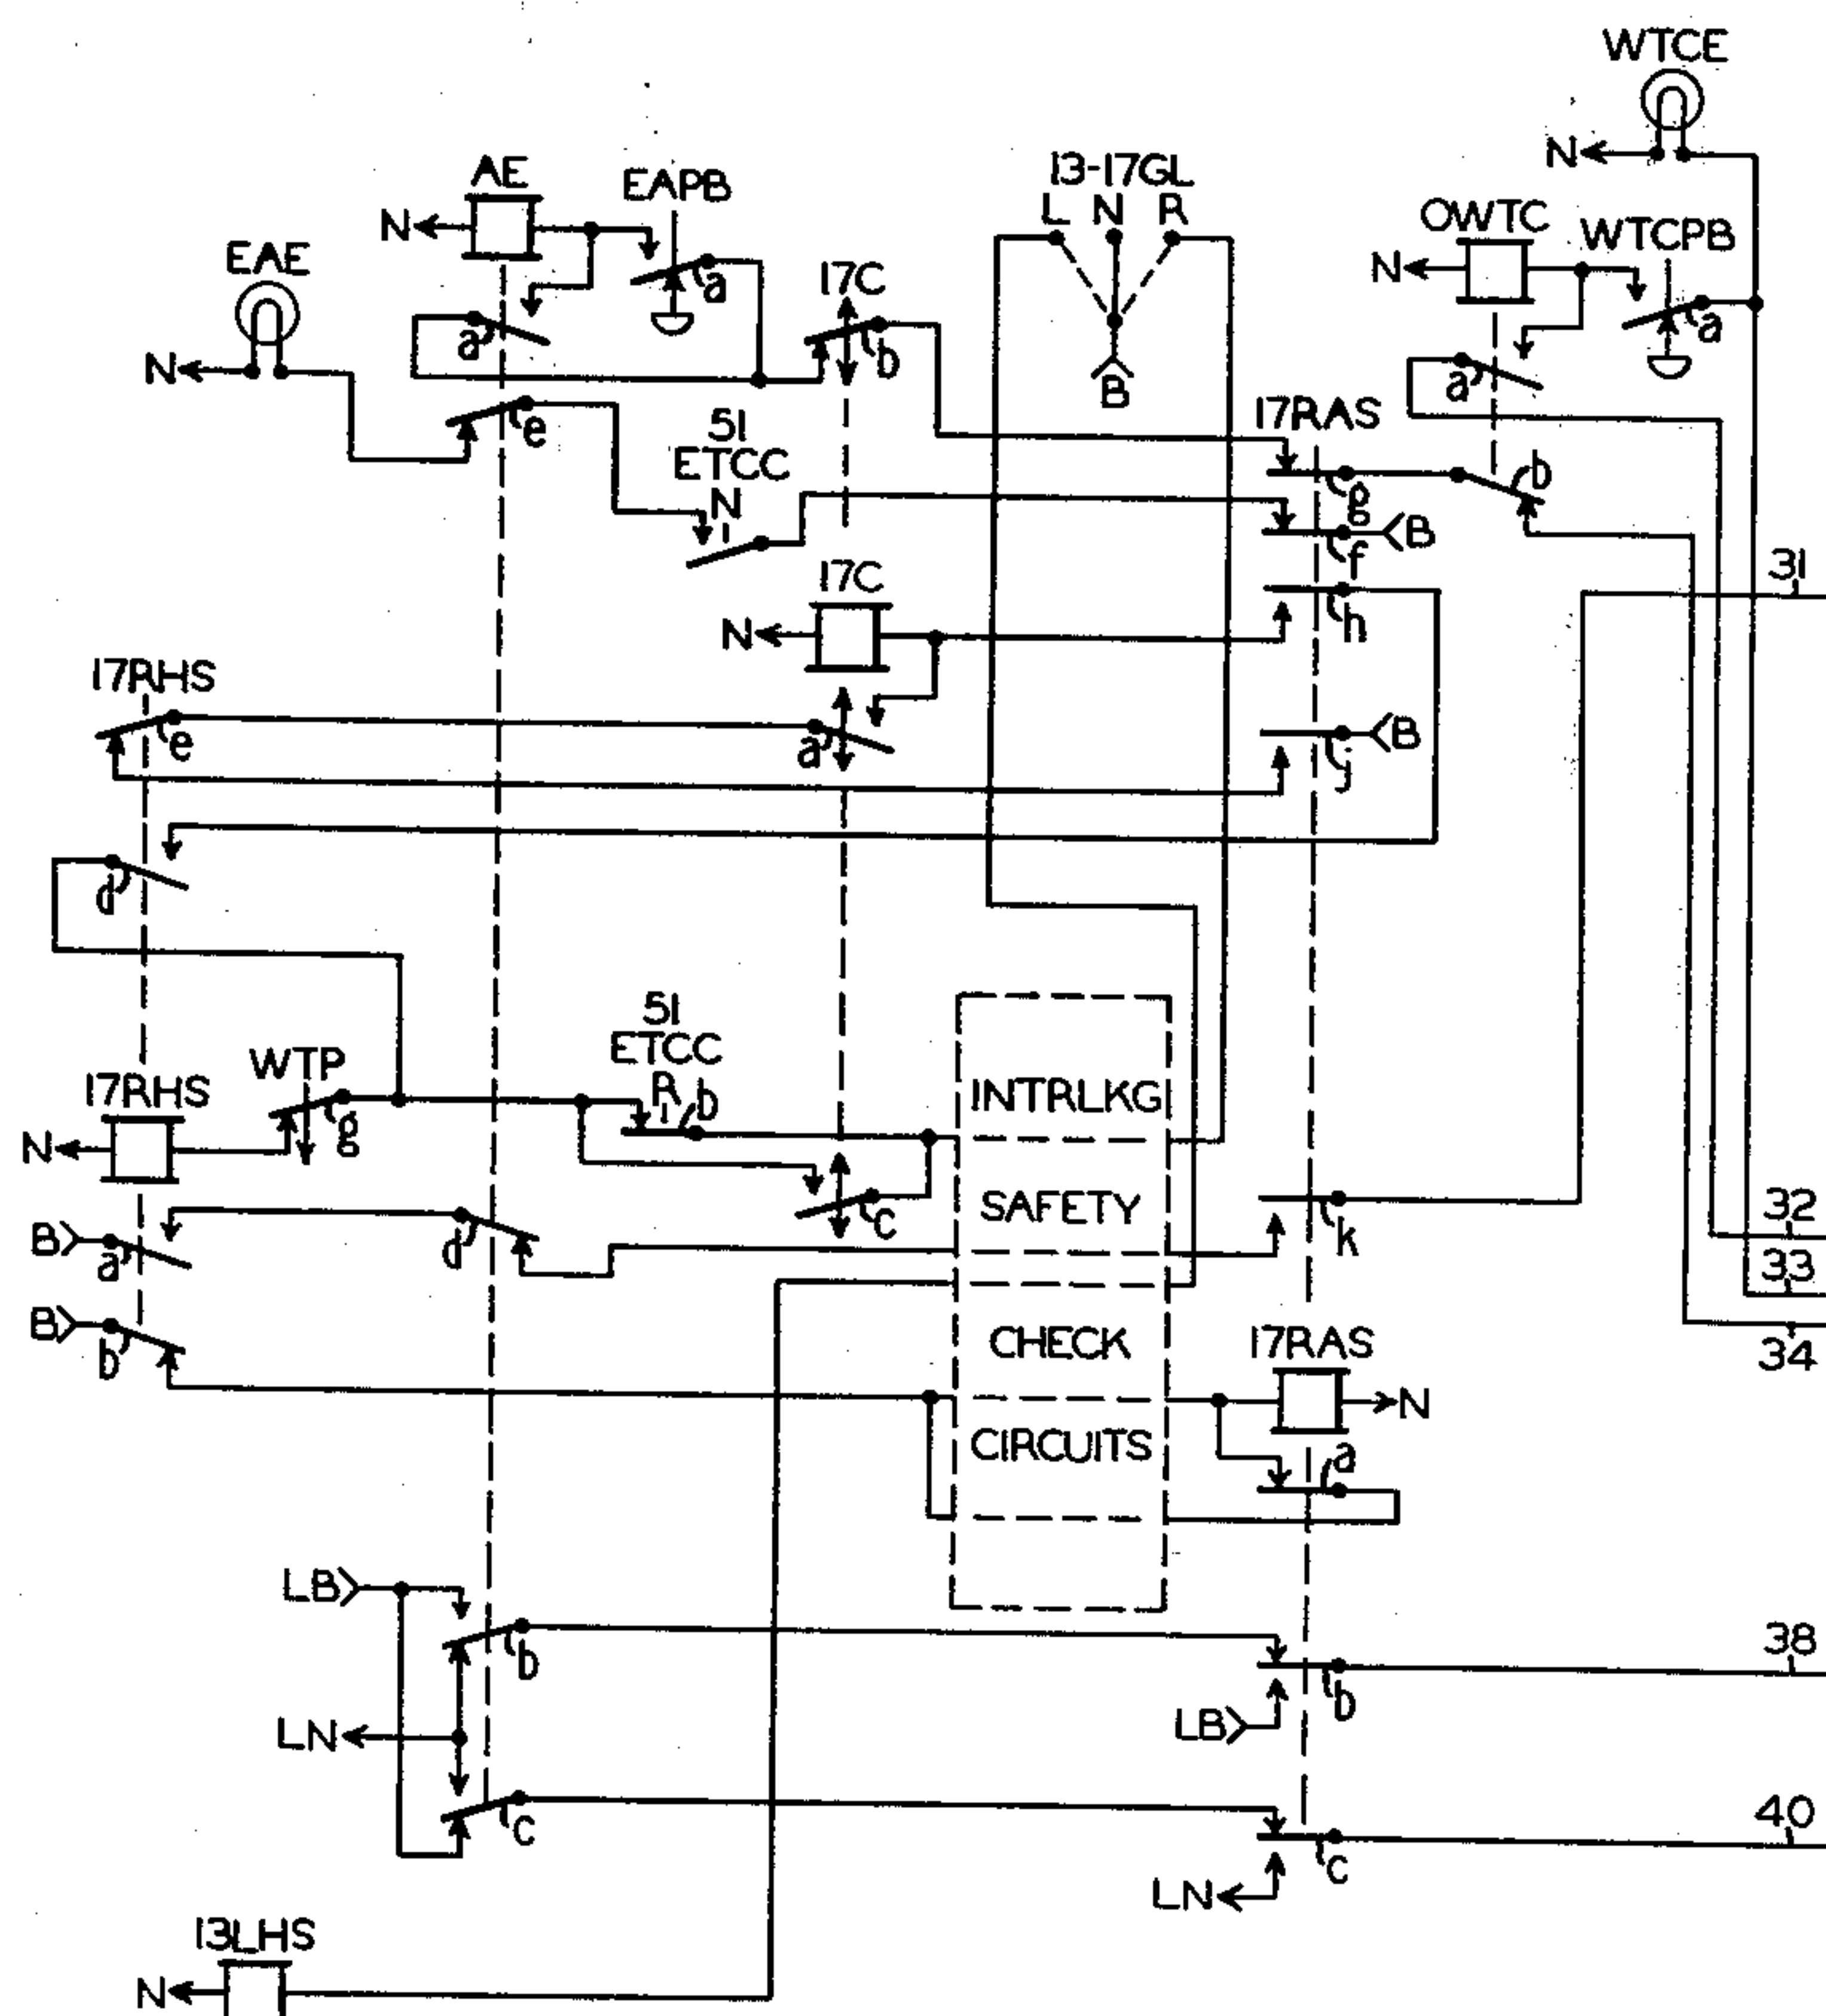 WTCE
N
AE
EAPB
13-17GL
L N R
OWTC
WTCPB
N
EAE
a
17C
N
a
a
b
B
a
N
17RAS
e
51
ETCC
N
g
b
f
B
31
17C
h
N
17RHS
e
a
j
B
d
51
ETCC
R
b
WTP
17RHS
INTRLKG
N
g
SAFETY
B
a
d
c
k
32
33
B
b
CHECK
17RAS
34
N
CIRCUITS
a
LB
b
38
b
LN
LB
c
40
c
LN
13LHS
N